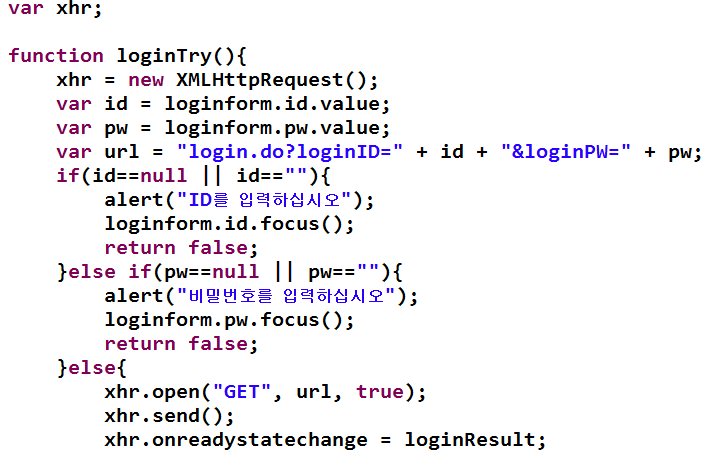 var xhr;
function loginTry(){
xhr = new XMLHttpRequest();
var id = loginform.id.value;
var pw = loginform.pw.value;
var url = "login.do?loginID=" + id + "&loginPW=" + pw;
if(id==null || id==""){
alert("ID를 입력하십시오");
loginform.id.focus();
return false;
}else if(pw==null || pw==""){
alert("비밀번호를 입력하십시오");
loginform.pw.focus();
return false;
}else{
xhr.open("GET", url, true);
xhr.send();
xhr.onreadystatechange = loginResult;